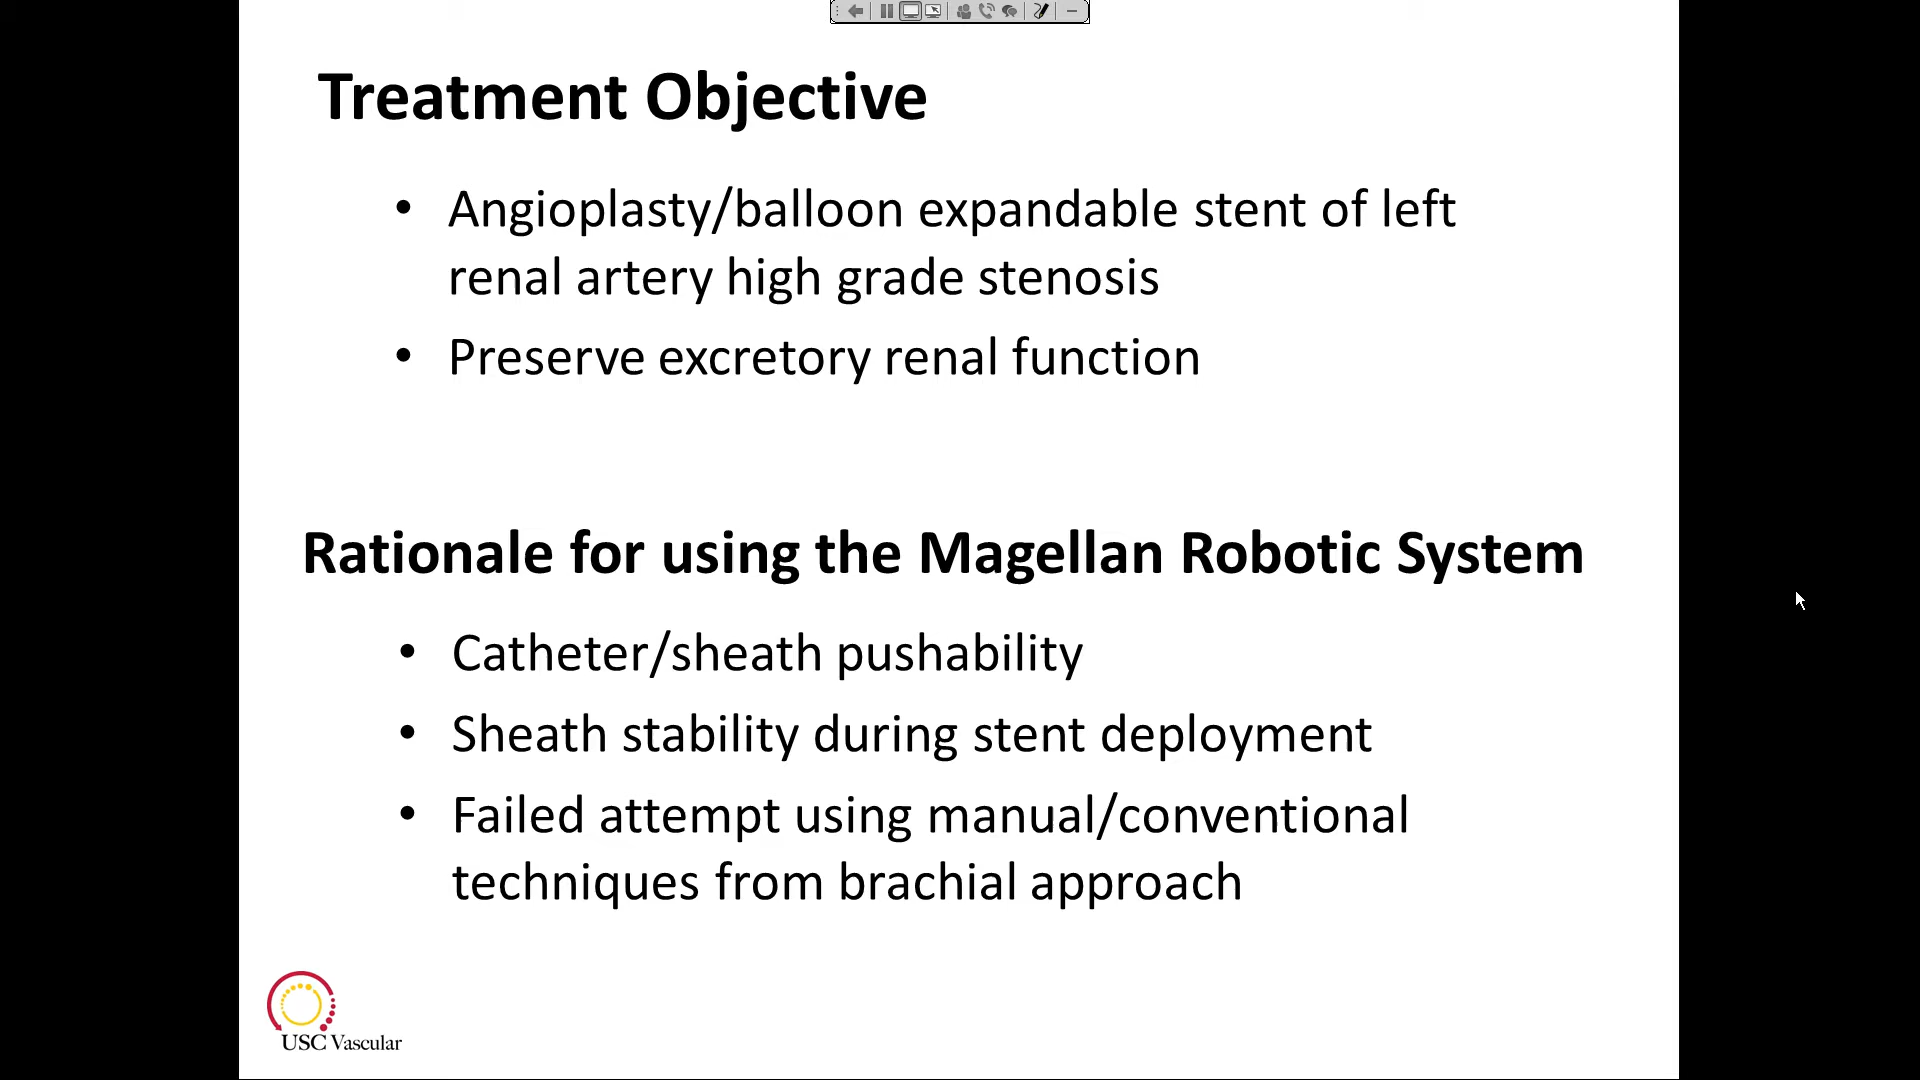 Treatment Objective
• Angioplasty/balloon expandable stent of left
renal artery high grade stenosis
• Preserve excretory renal function
Rationale for using the Magellan Robotic System
• Catheter/sheath pushability
• Sheath stability during stent deployment
• Failed attempt using manual/conventional
techniques from brachial approach
USC Vascular